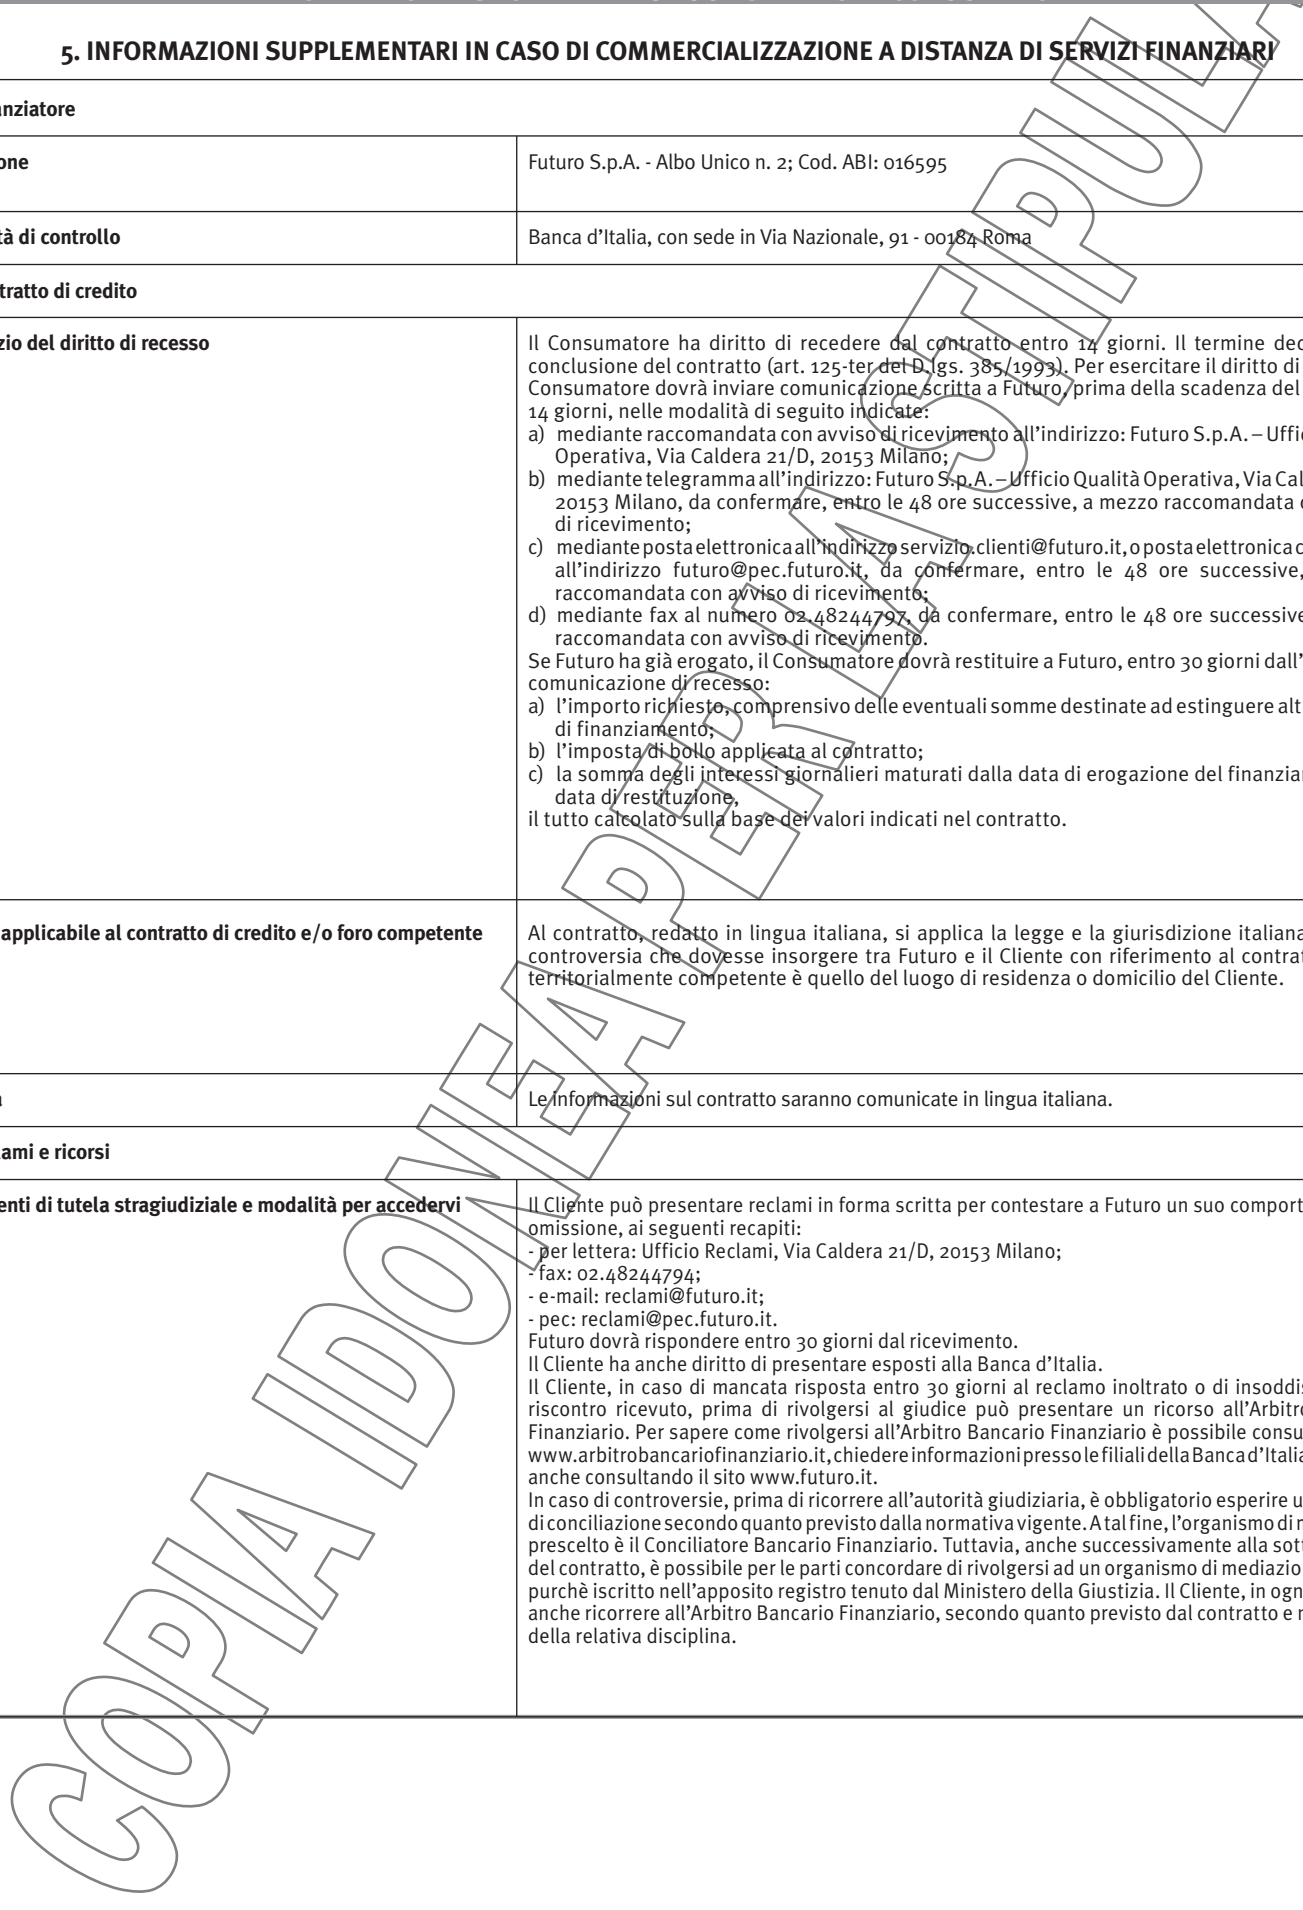 5. INFORMAZIONI SUPPLEMENTARI IN CASO DI COMMERCIALIZZAZIONE A DISTANZA DI SERVIZI FINANZIARI
anziatore
one
Futuro S.p.A. - Albo Unico n. 2; Cod. ABI: 016595
tà di controllo
Banca d'Italia, con sede in Via Nazionale, 91 - 00184 Roma
tratto di credito
zio del diritto di recesso
Il Consumatore ha diritto di recedere dal contratto entro 14 giorni. Il termine dec
conclusione del contratto (art. 125-ter del D.lgs. 385/1993). Per esercitare il diritto di
Consumatore dovrà inviare comunicazione scritta a Futuro, prima della scadenza del
14 giorni, nelle modalità di seguito indicate:
a) mediante raccomandata con avviso di ricevimento all'indirizzo: Futuro S.p.A. – Uffi
Operativa, Via Caldera 21/D, 20153 Milano;
b) mediante telegramma all'indirizzo: Futuro S.p.A. – Ufficio Qualità Operativa, Via Cal
20153 Milano, da confermare, entro le 48 ore successive, a mezzo raccomandata
di ricevimento;
c) mediante posta elettronica all'indirizzo servizio.clienti@futuro.it, o posta elettronica c
all'indirizzo futuro@pec.futuro.it, da confermare, entro le 48 ore successive,
raccomandata con avviso di ricevimento;
d) mediante fax al numero 02.48244797, da confermare, entro le 48 ore successive
raccomandata con avviso di ricevimento.
Se Futuro ha già erogato, il Consumatore dovrà restituire a Futuro, entro 30 giorni dall'
comunicazione di recesso:
a) l'importo richiesto, comprensivo delle eventuali somme destinate ad estinguere alt
di finanziamento;
b) l'imposta di bollo applicata al contratto;
c) la somma degli interessi giornalieri maturati dalla data di erogazione del finanzia
data di restituzione,
il tutto calcolato sulla base dei valori indicati nel contratto.
applicabile al contratto di credito e/o foro competente
Al contratto, redatto in lingua italiana, si applica la legge e la giurisdizione italiana
controversia che dovesse insorgere tra Futuro e il Cliente con riferimento al contrat
territorialmente competente è quello del luogo di residenza o domicilio del Cliente.
a
Le informazioni sul contratto saranno comunicate in lingua italiana.
ami e ricorsi
enti di tutela stragiudiziale e modalità per accedervi
Il Cliente può presentare reclami in forma scritta per contestare a Futuro un suo comport
omissione, ai seguenti recapiti:
- per lettera: Ufficio Reclami, Via Caldera 21/D, 20153 Milano;
- fax: 02.48244794;
- e-mail: reclami@futuro.it;
- pec: reclami@pec.futuro.it.
Futuro dovrà rispondere entro 30 giorni dal ricevimento.
Il Cliente ha anche diritto di presentare esposti alla Banca d'Italia.
Il Cliente, in caso di mancata risposta entro 30 giorni al reclamo inoltrato o di insoddis
riscontro ricevuto, prima di rivolgersi al giudice può presentare un ricorso all'Arbitro
Finanziario. Per sapere come rivolgersi all'Arbitro Bancario Finanziario è possibile consu
www.arbitrobancariofinanziario.it, chiedere informazioni presso le filiali della Banca d'Italia
anche consultando il sito www.futuro.it.
In caso di controversie, prima di ricorrere all'autorità giudiziaria, è obbligatorio esperire u
di conciliazione secondo quanto previsto dalla normativa vigente. A tal fine, l'organismo di
prescelto è il Conciliatore Bancario Finanziario. Tuttavia, anche successivamente alla sott
del contratto, è possibile per le parti concordare di rivolgersi ad un organismo di mediazio
purchè iscritto nell'apposito registro tenuto dal Ministero della Giustizia. Il Cliente, in ogn
anche ricorrere all'Arbitro Bancario Finanziario, secondo quanto previsto dal contratto e
della relativa disciplina.
COPIA IDONEA PER LA STIPULA